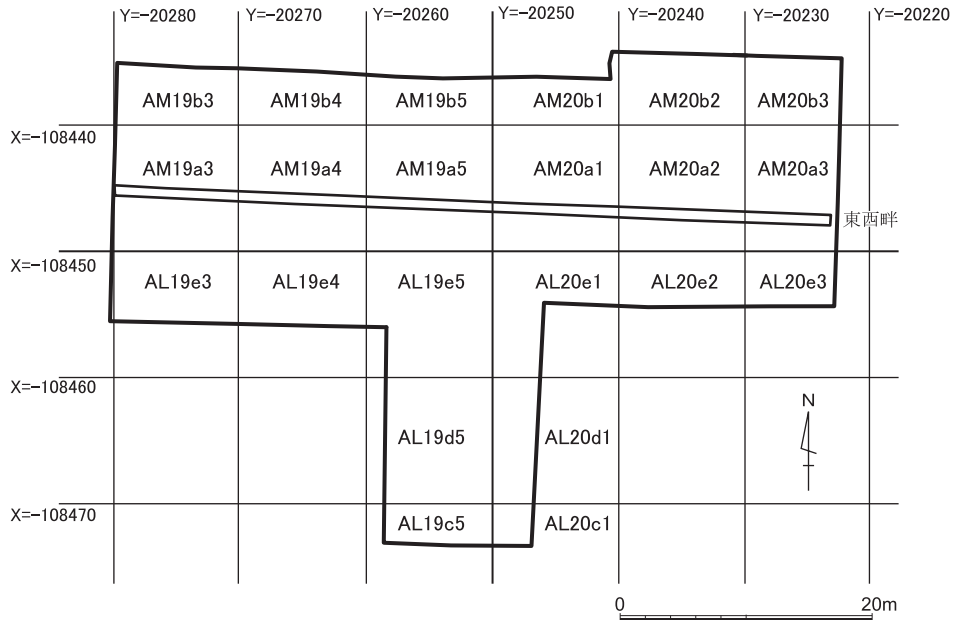 Y=-20280 Y=-20270 Y=-20260 Y=-20250 Y=-20240 Y=-20230 Y=-20220
AM19b3 AM19b4 AM19b5 AM20b1 AM20b2 AM20b3
X=-108440
AM19a3 AM19a4 AM19a5 AM20a1 AM20a2 AM20a3
東西畔
X=-108450
AL19e3 AL19e4 AL19e5 AL20e1 AL20e2 AL20e3
X=-108460
N
AL19d5 AL20d1
X=-108470
AL19c5 AL20c1
0 20m